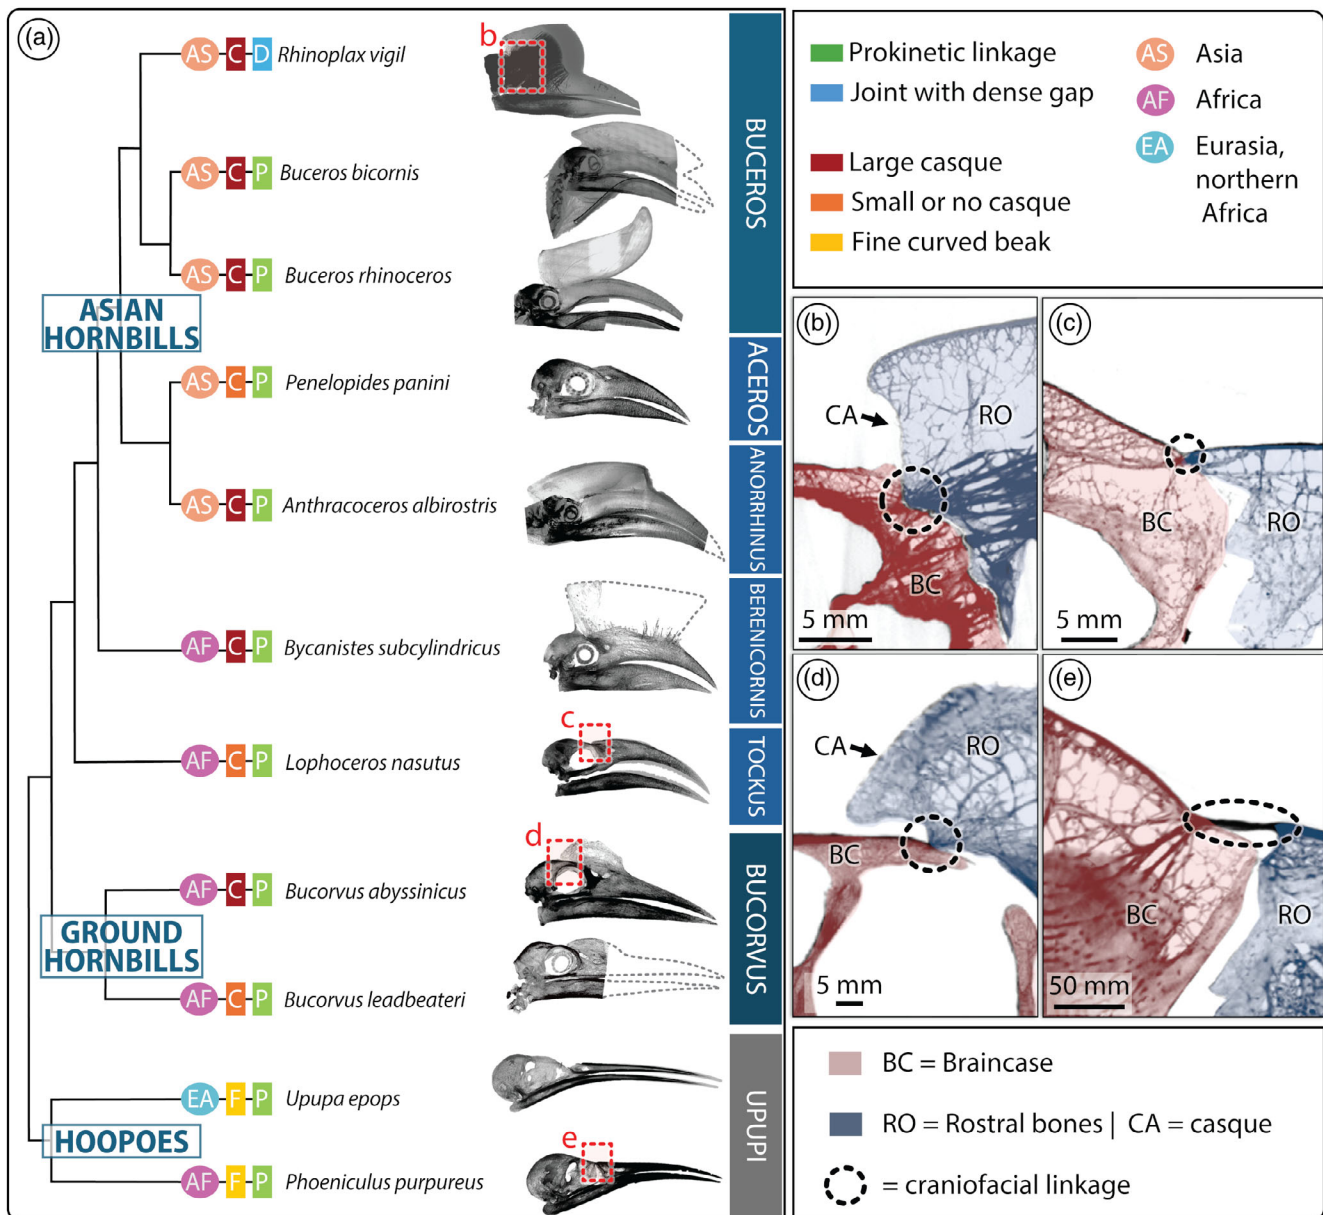 (a)
AS C D Rhinoplax vigil
b
AS C P Buceros bicornis
AS C P Buceros rhinoceros
BUCEROS
ASIAN
HORNBILLS
AS C P Penelopides panini
ACEROS
AS C P Anthracoceros albirostris
ANORRHINUS
AF C P Bycanistes subcylindricus
BERENICORNIS
c
AF C P Lophoceros nasutus
TOCKUS
d
AF C P Bucorvus abyssinicus
GROUND
HORNBILLS
AF C P Bucorvus leadbeateri
BUCORVUS
EA F P Upupa epops
HOOPOES
e
AF F P Phoeniculus purpureus
UPUPI
Prokinetic linkage
Joint with dense gap
Large casque
Small or no casque
Fine curved beak
AS Asia
AF Africa
EA Eurasia,
northern
Africa
(b)
CA
RO
BC
5 mm
(c)
BC
RO
5 mm
(d)
CA
RO
BC
5 mm
(e)
BC
RO
50 mm
BC = Braincase
RO = Rostral bones | CA = casque
= craniofacial linkage